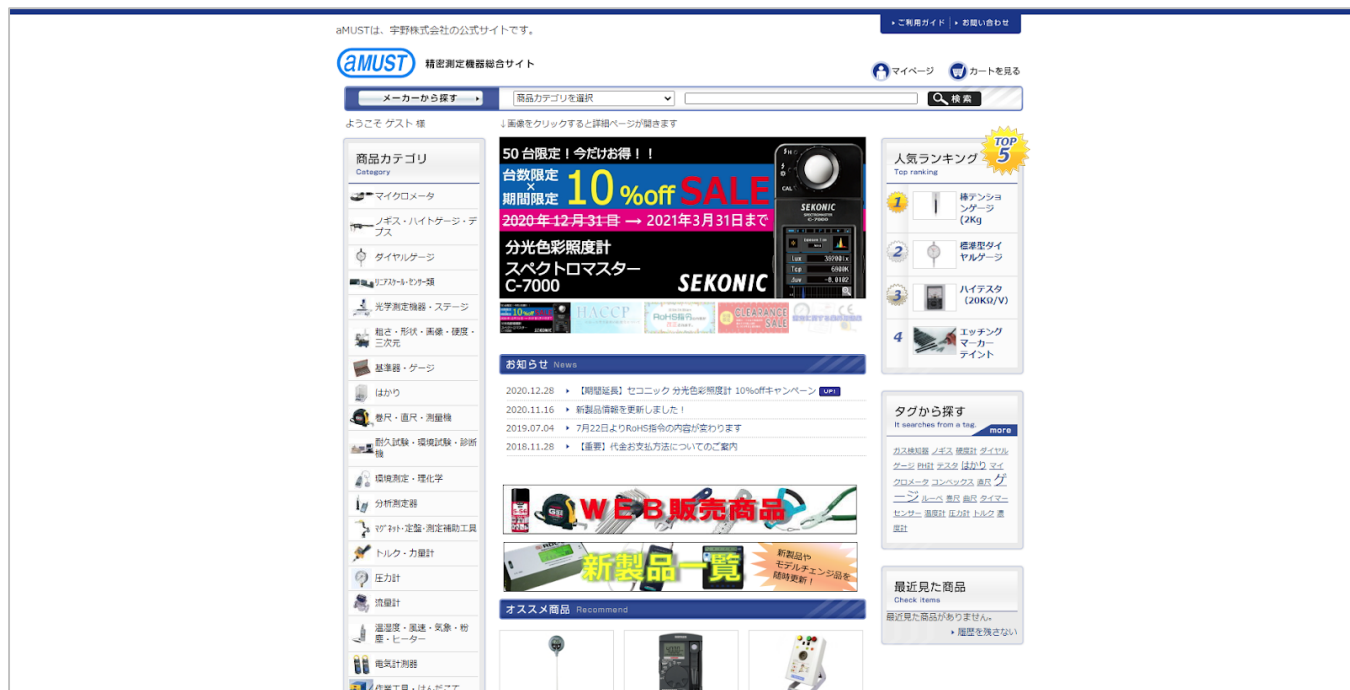 aMUSTは、宇野株式会社の公式サイトです。
ご利用ガイド
お問い合わせ
aMUST
精密測定機器総合サイト
マイページ
カートを見る
メーカーから探す
商品カテゴリを選択
検索
ようこそ ゲスト 様
↓画像をクリックすると詳細ページが開きます
商品カテゴリ
Category
マイクロメータ
ノギス・ハイトゲージ・デ
プス
ダイヤルゲージ
リニアスケール・センサー類
光学測定機器・ステージ
粗さ・形状・画像・硬度・
三次元
基準器・ゲージ
はかり
巻尺・直尺・測量機
耐久試験・環境試験・診断
機
環境測定・理化学
分析測定器
マグネット・定盤・測定補助工具
トルク・力量計
圧力計
流量計
温湿度・風速・気象・粉
塵・ヒーター
電気計測器
作業工具・はんだごて
50台限定！今だけお得！！
台数限定
×
期間限定
10%off SALE
2020年12月31日 → 2021年3月31日まで
分光色彩照度計
スペクトロマスター
C-7000
SEKONIC
SEKONIC
SPECTROMASTER
C-7000
CAL
Lux 38700lx
Tcp 6900K
Δuv -0.0102
HACCP
RoHS指令
CLEARANCE
SALE
お知らせ News
2020.12.28 【期間延長】セコニック 分光色彩照度計 10%offキャンペーン UP!
2020.11.16 新製品情報を更新しました！
2019.07.04 7月22日よりRoHS指令の内容が変わります
2018.11.28 【重要】代金お支払方法についてのご案内
WEB販売商品
新製品一覧
新製品や
モデルチェンジ品を
随時更新！
オススメ商品 Recommend
人気ランキング
Top ranking
TOP
5
1
棒テンショ
ンゲージ
(2Kg
2
標準型ダイ
ヤルゲージ
3
ハイテスタ
（20KΩ/V）
4
エッチング
マーカー
テイント
タグから探す
It searches from a tag.
more
ガス検知器 ノギス 硬度計 ダイヤル
ゲージ PH計 テスタ はかり マイ
クロメータ コンベックス 直尺 ゲ
ージ ルーペ 巻尺 曲尺 タイマー
センサー 温度計 圧力計 トルク 濃
度計
最近見た商品
Check items
最近見た商品がありません。
履歴を残さない